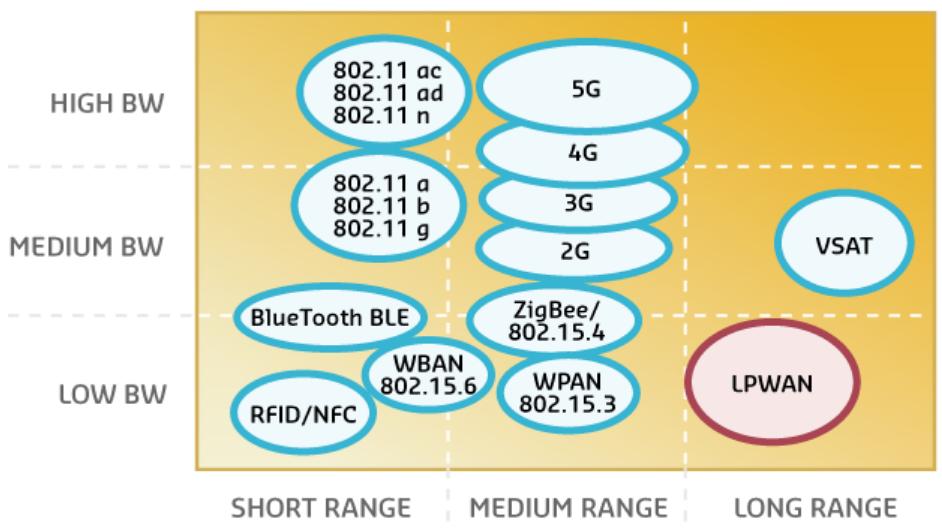 HIGH BW
802.11 ac
802.11 ad
802.11 n
5G
4G
MEDIUM BW
802.11 a
802.11 b
802.11 g
3G
2G
VSAT
BlueTooth BLE
ZigBee/
802.15.4
LOW BW
WBAN
802.15.6
WPAN
802.15.3
LPWAN
RFID/NFC
SHORT RANGE
MEDIUM RANGE
LONG RANGE